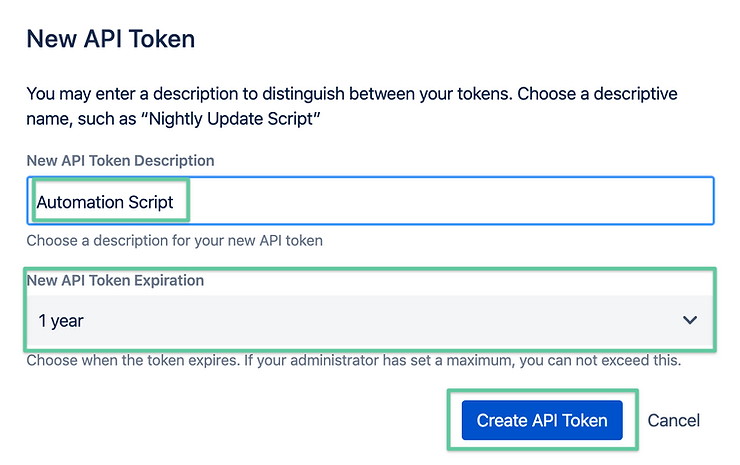 New API Token
You may enter a description to distinguish between your tokens. Choose a descriptive
name, such as “Nightly Update Script”
New API Token Description
Automation Script
Choose a description for your new API token
New API Token Expiration
1 year
Choose when the token expires. If your administrator has set a maximum, you can not exceed this.
Create API Token Cancel